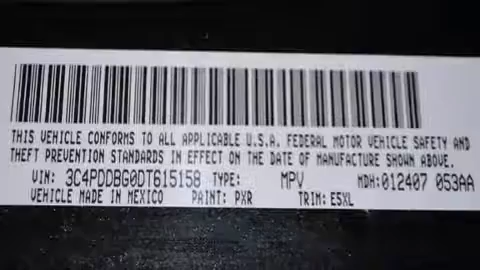 THIS VEHICLE CONFORMS TO ALL APPLICABLE U.S.A. FEDERAL MOTOR VEHICLE SAFETY AND
THEFT PREVENTION STANDARDS IN EFFECT ON THE DATE OF MANUFACTURE SHOWN ABOVE.
VIN: 3C4PDDBG0DT615158 TYPE: MPV MDH:012407 053AA
VEHICLE MADE IN MEXICO PAINT: PXR TRIM: E5XL